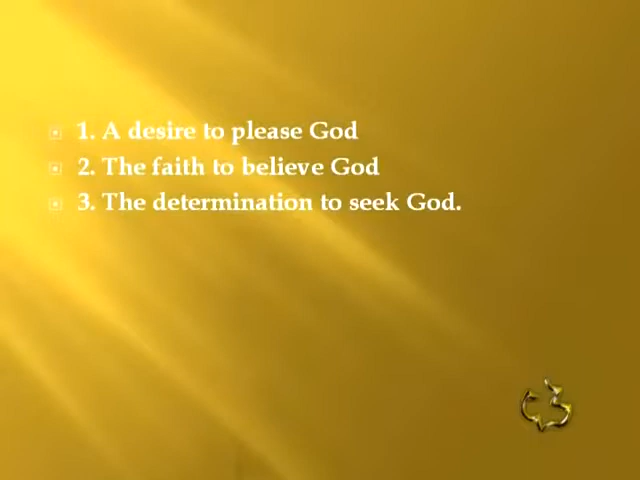 1. A desire to please God
2. The faith to believe God
3. The determination to seek God.